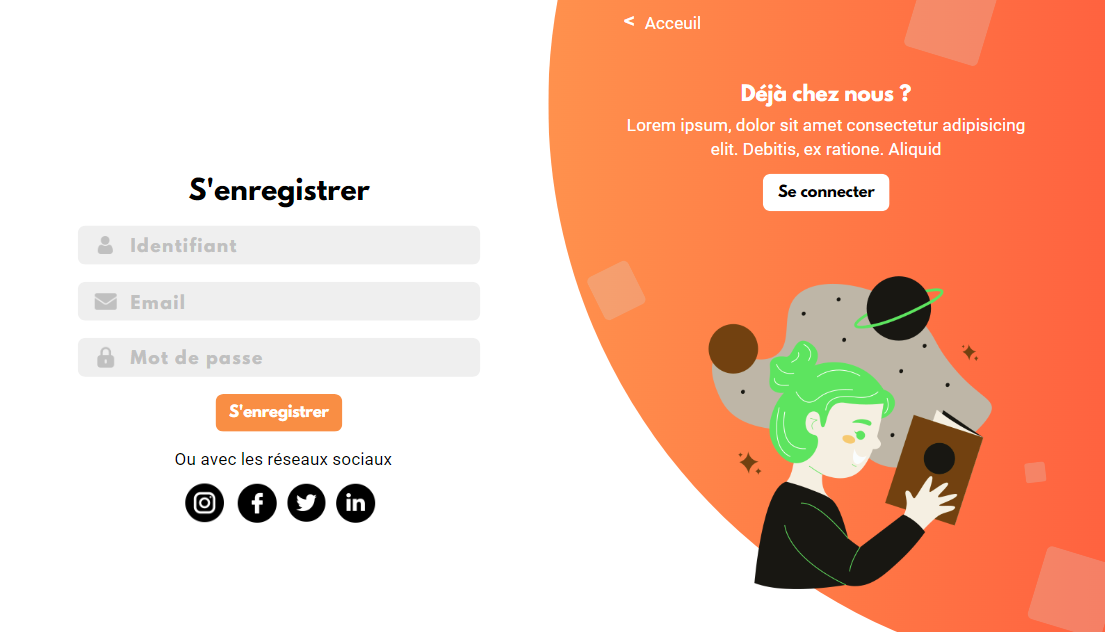 < Acceuil
Déjà chez nous ?
Lorem ipsum, dolor sit amet consectetur adipisicing
elit. Debitis, ex ratione. Aliquid
Se connecter
S'enregistrer
Identifiant
Email
Mot de passe
S'enregistrer
Ou avec les réseaux sociaux